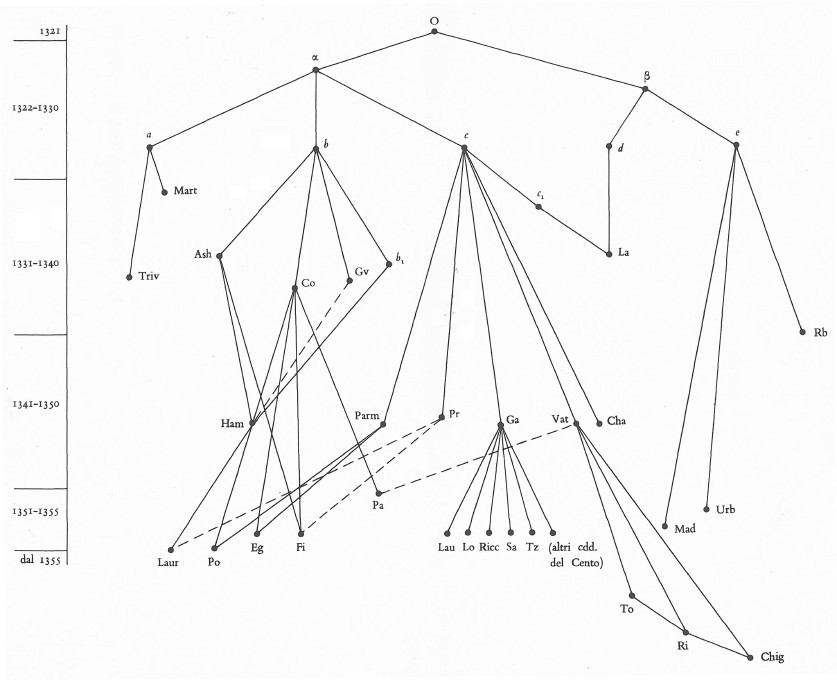 1321
O
α
β
1322-1330
a
b
c
d
e
Mart
c₁
Ash
Co
Gv
b₁
La
1331-1340
Triv
Rb
1341-1350
Ham
Parm
Pr
Ga
Vat
Cha
Pa
1351-1355
Mad
Urb
dal 1355
Laur
Po
Eg
Fi
Lau
Lo
Ricc
Sa
Tz
(altri cdd.
del Cento)
To
Ri
Chig